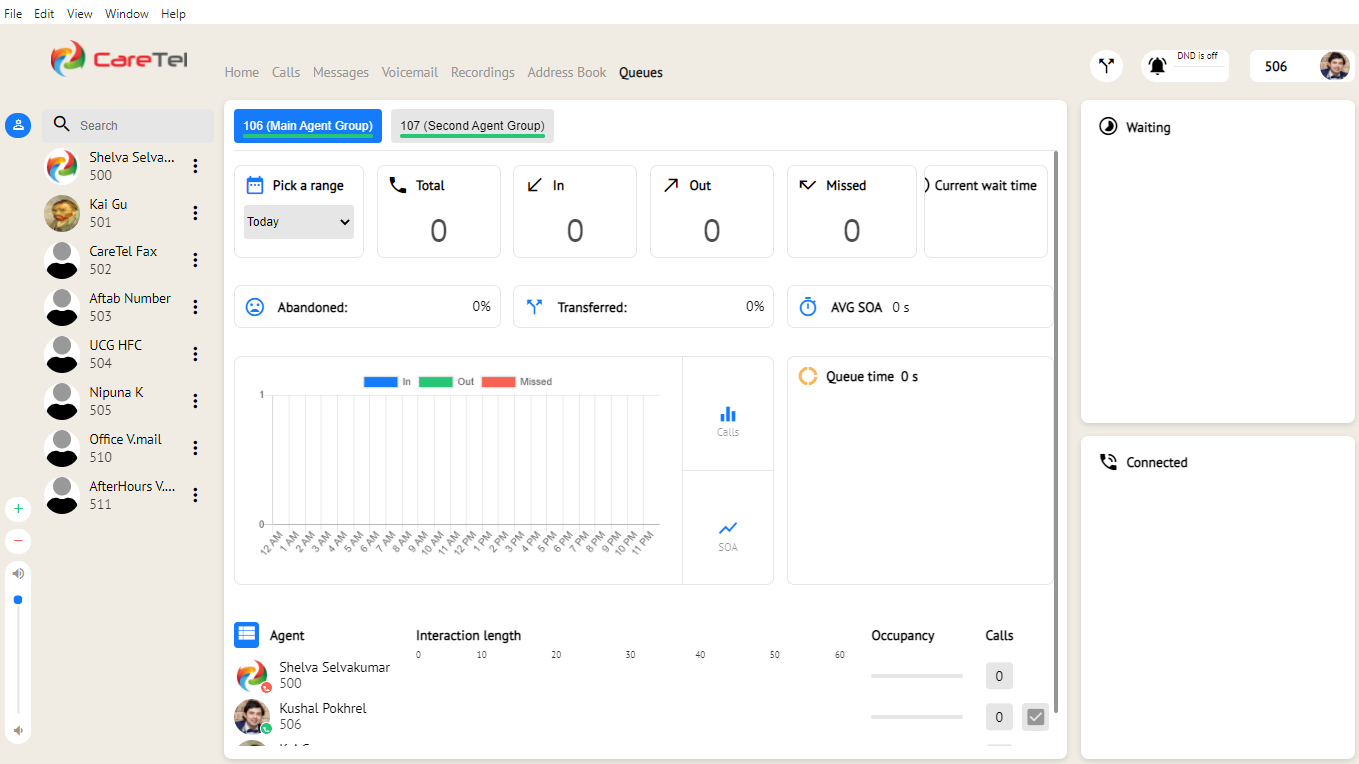 File Edit View Window Help
CareTel
Home Calls Messages Voicemail Recordings Address Book Queues
DND is off
506
Search
Shelva Selva...
500
Kai Gu
501
CareTel Fax
502
Aftab Number
503
UCG HFC
504
Nipuna K
505
Office V.mail
510
AfterHours V....
511
106 (Main Agent Group) 107 (Second Agent Group)
Pick a range
Today
Total
0
In
0
Out
0
Missed
0
Current wait time
Abandoned: 0%
Transferred: 0%
AVG SOA 0 s
In Out Missed
1
0
12 AM 1 AM 2 AM 3 AM 4 AM 5 AM 6 AM 7 AM 8 AM 9 AM 10 AM 11 AM 12 PM 1 PM 2 PM 3 PM 4 PM 5 PM 6 PM 7 PM 8 PM 9 PM 10 PM 11 PM
Calls
SOA
Queue time 0 s
Agent Interaction length Occupancy Calls
0 10 20 30 40 50 60
Shelva Selvakumar
500
0
Kushal Pokhrel
506
0
Waiting
Connected